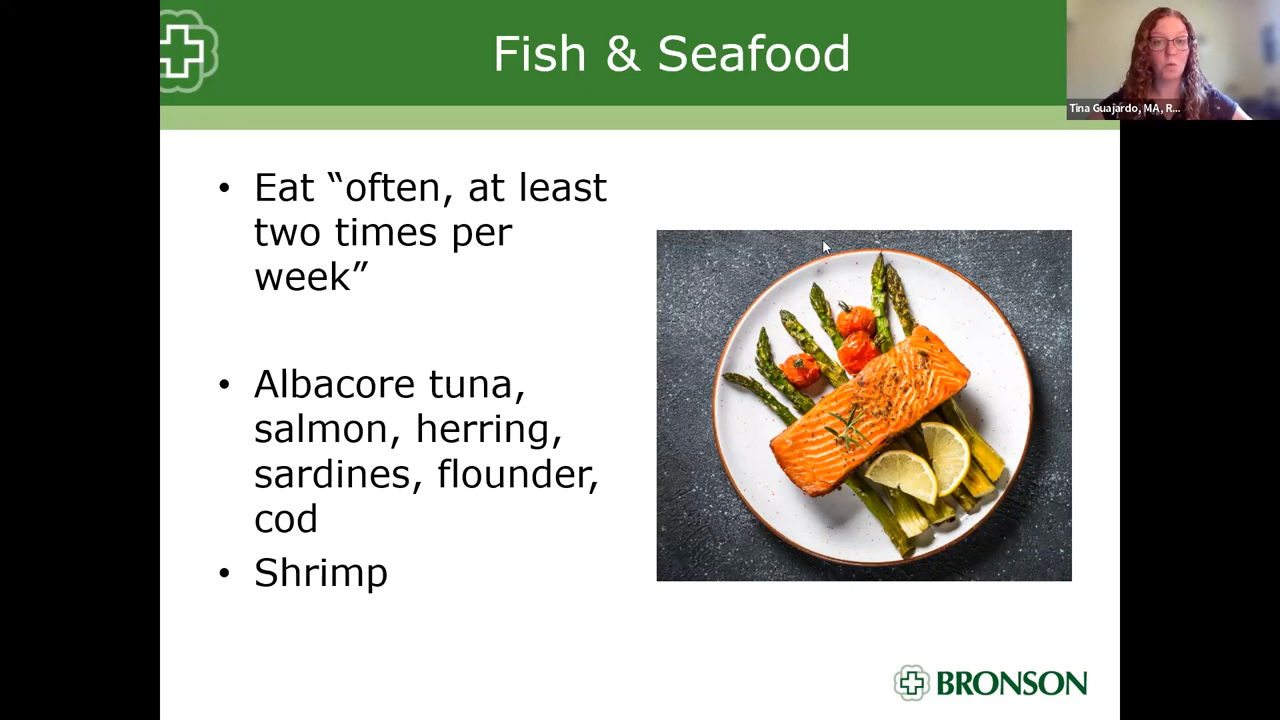 Fish & Seafood
Tina Guajardo, MA, R...
• Eat “often, at least
two times per
week”
• Albacore tuna,
salmon, herring,
sardines, flounder,
cod
• Shrimp
BRONSON